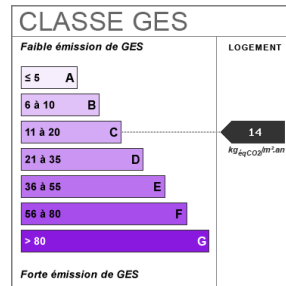 CLASSE GES
Faible émission de GES
LOGEMENT
≤ 5 A
6 à 10 B
11 à 20 C
14
kgéqCO2/m².an
21 à 35 D
36 à 55 E
56 à 80 F
> 80 G
Forte émission de GES